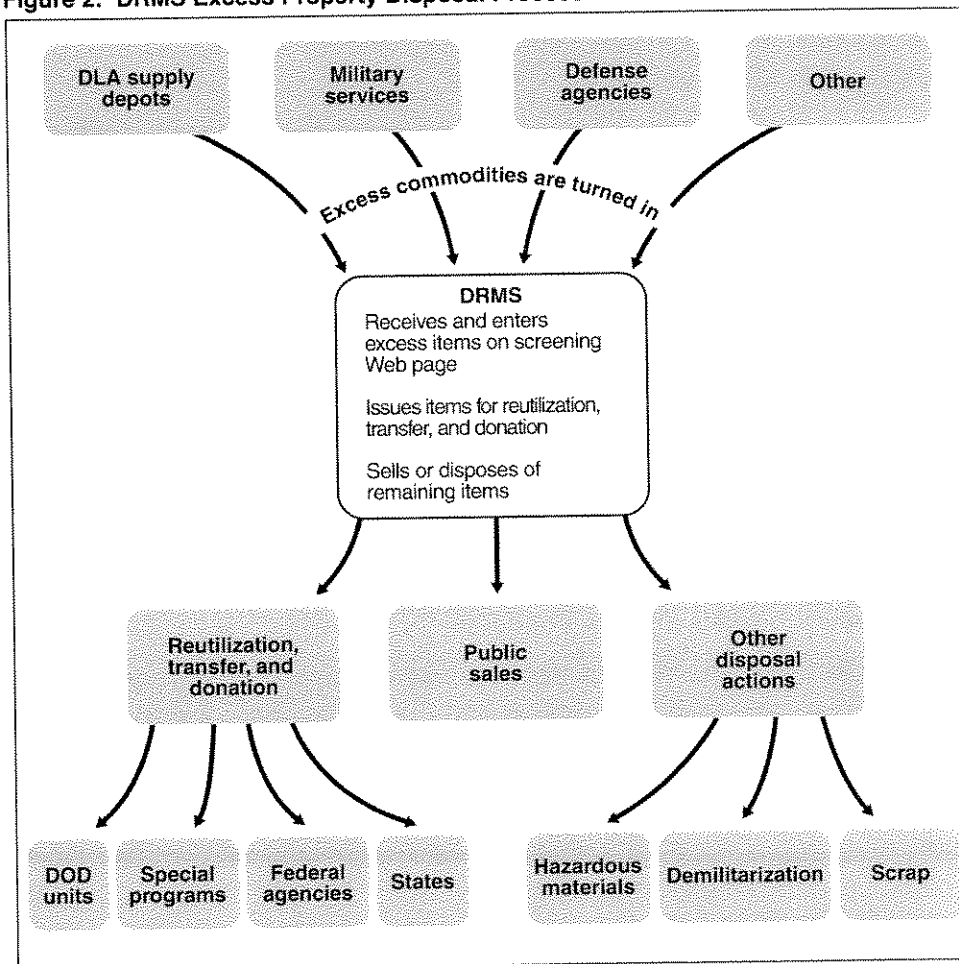 Figure 2: DRMS Excess Property Disposal Process
DLA supply
depots
Military
services
Defense
agencies
Other
Excess commodities are turned in
DRMS
Receives and enters
excess items on screening
Web page
Issues items for reutilization,
transfer, and donation
Sells or disposes of
remaining items
Reutilization,
transfer, and
donation
Public
sales
Other
disposal
actions
DOD
units
Special
programs
Federal
agencies
States
Hazardous
materials
Demilitarization
Scrap